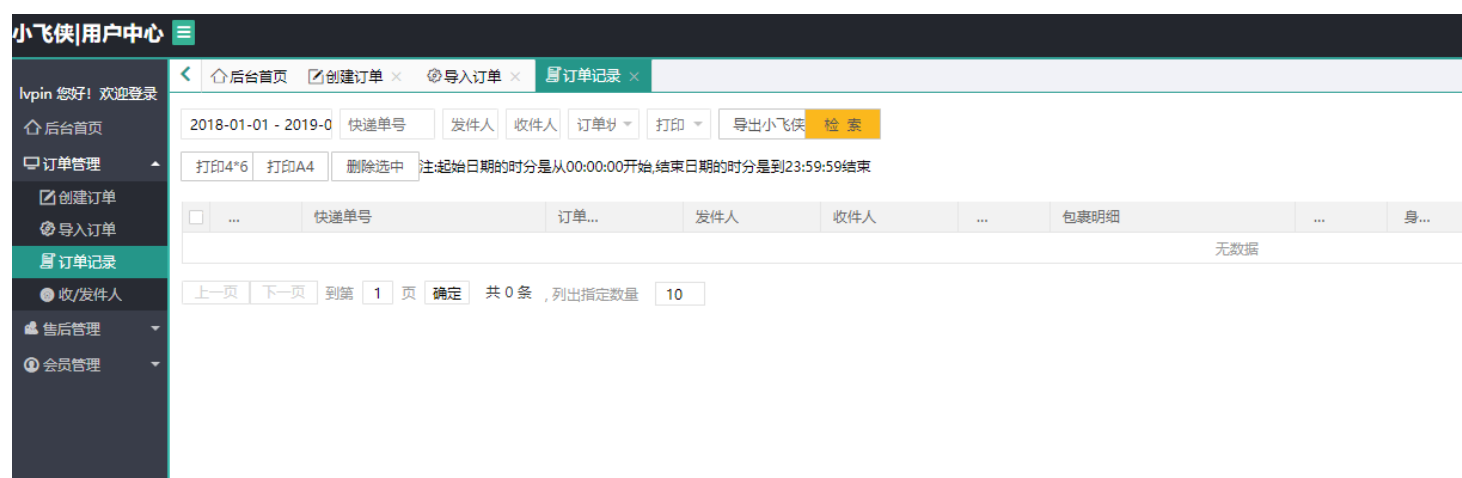 小飞侠|用户中心
后台首页 创建订单 导入订单 订单记录
lvpin 您好！欢迎登录
后台首页
订单管理
创建订单
导入订单
订单记录
收/发件人
售后管理
会员管理
2018-01-01 - 2019-0 快递单号 发件人 收件人 订单 打印 导出小飞侠 检 索
打印4*6 打印A4 删除选中 注:起始日期的时分是从00:00:00开始,结束日期的时分是到23:59:59结束
... 快递单号 订单... 发件人 收件人 ... 包裹明细 ... 身...
无数据
上一页 下一页 到第 1 页 确定 共 0 条 , 列出指定数量 10